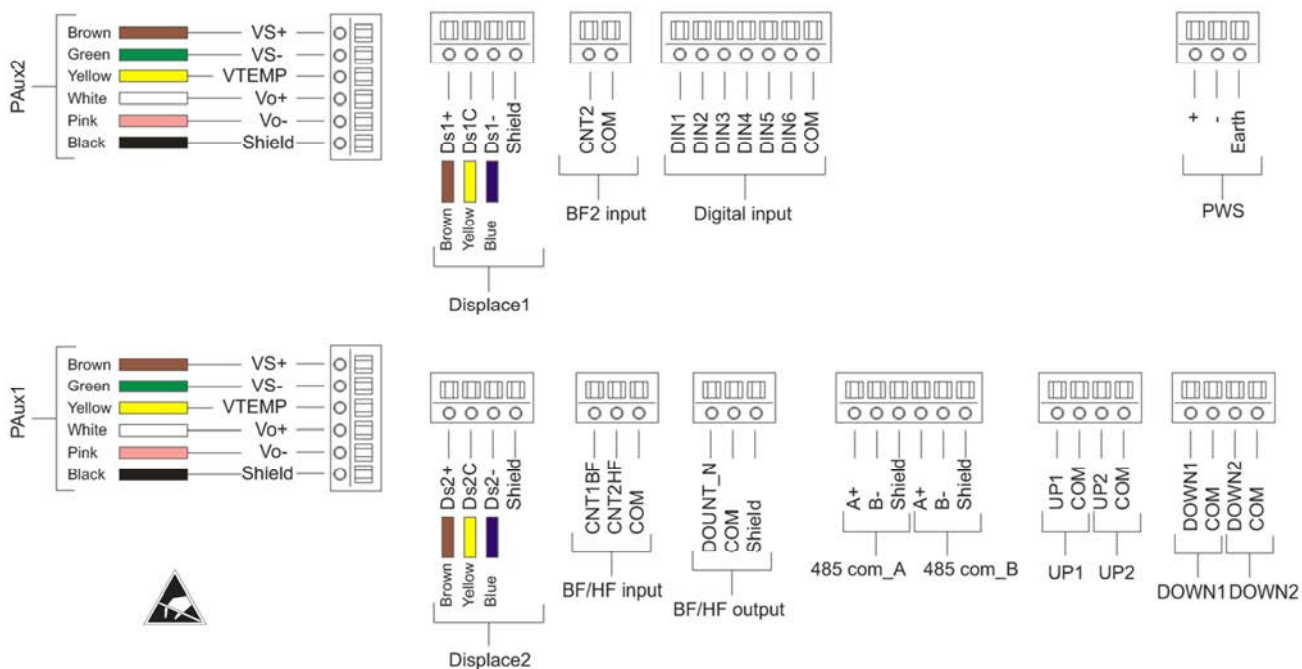 PAux2
Brown VS+
Green VS-
Yellow VTEMP
White Vo+
Pink Vo-
Black Shield
Ds1+ Ds1C Ds1- Shield
Brown Yellow Blue
Displace1
CNT2 COM
BF2 input
DIN1 DIN2 DIN3 DIN4 DIN5 DIN6 COM
Digital input
+ - Earth
PWS
PAux1
Brown VS+
Green VS-
Yellow VTEMP
White Vo+
Pink Vo-
Black Shield
Ds2+ Ds2C Ds2- Shield
Brown Yellow Blue
Displace2
CNT1BF CNT2HF COM
BF/HF input
DOUNT_N COM Shield
BF/HF output
A+ B- Shield A+ B- Shield
485 com_A 485 com_B
UP1 COM UP2 COM
UP1 UP2
DOWN1 COM DOWN2 COM
DOWN1 DOWN2